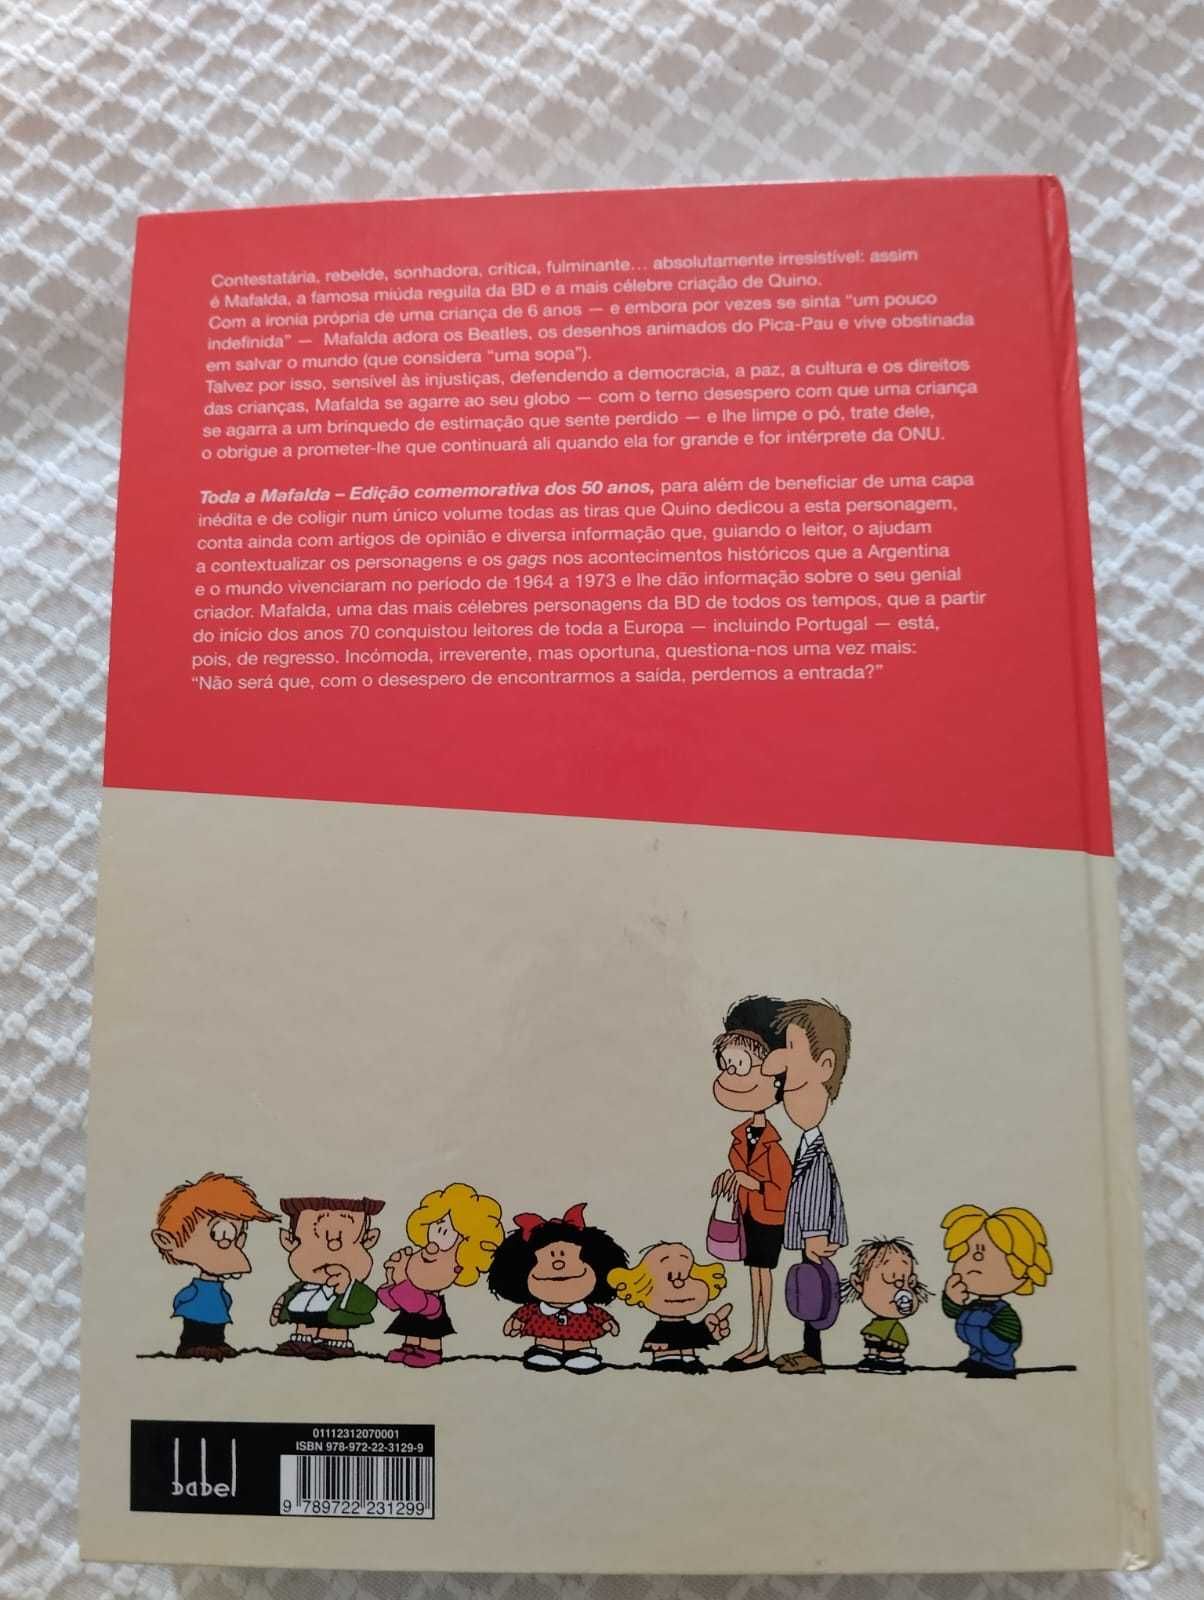 Contestatária, rebelde, sonhadora, crítica, fulminante… absolutamente irresistível: assim
é Mafalda, a famosa miúda reguila da BD e a mais célebre criação de Quino.
Com a ironia própria de uma criança de 6 anos — e embora por vezes se sinta “um pouco
indefinida” — Mafalda adora os Beatles, os desenhos animados do Pica-Pau e vive obstinada
em salvar o mundo (que considera “uma sopa”).
Talvez por isso, sensível às injustiças, defendendo a democracia, a paz, a cultura e os direitos
das crianças, Mafalda se agarre ao seu globo — com o terno desespero com que uma criança
se agarra a um brinquedo de estimação que sente perdido — e lhe limpe o pó, trate dele,
o obrigue a prometer-lhe que continuará ali quando ela for grande e for intérprete da ONU.
Toda a Mafalda – Edição comemorativa dos 50 anos, para além de beneficiar de uma capa
inédita e de coligir num único volume todas as tiras que Quino dedicou a esta personagem,
conta ainda com artigos de opinião e diversa informação que, guiando o leitor, o ajudam
a contextualizar os personagens e os gags nos acontecimentos históricos que a Argentina
e o mundo vivenciaram no período de 1964 a 1973 e lhe dão informação sobre o seu genial
criador. Mafalda, uma das mais célebres personagens da BD de todos os tempos, que a partir
do início dos anos 70 conquistou leitores de toda a Europa — incluindo Portugal — está,
pois, de regresso. Incómoda, irreverente, mas oportuna, questiona-nos uma vez mais:
“Não será que, com o desespero de encontrarmos a saída, perdemos a entrada?”
babel
01112312070001
ISBN 978-972-22-3129-9
9 789722 231299